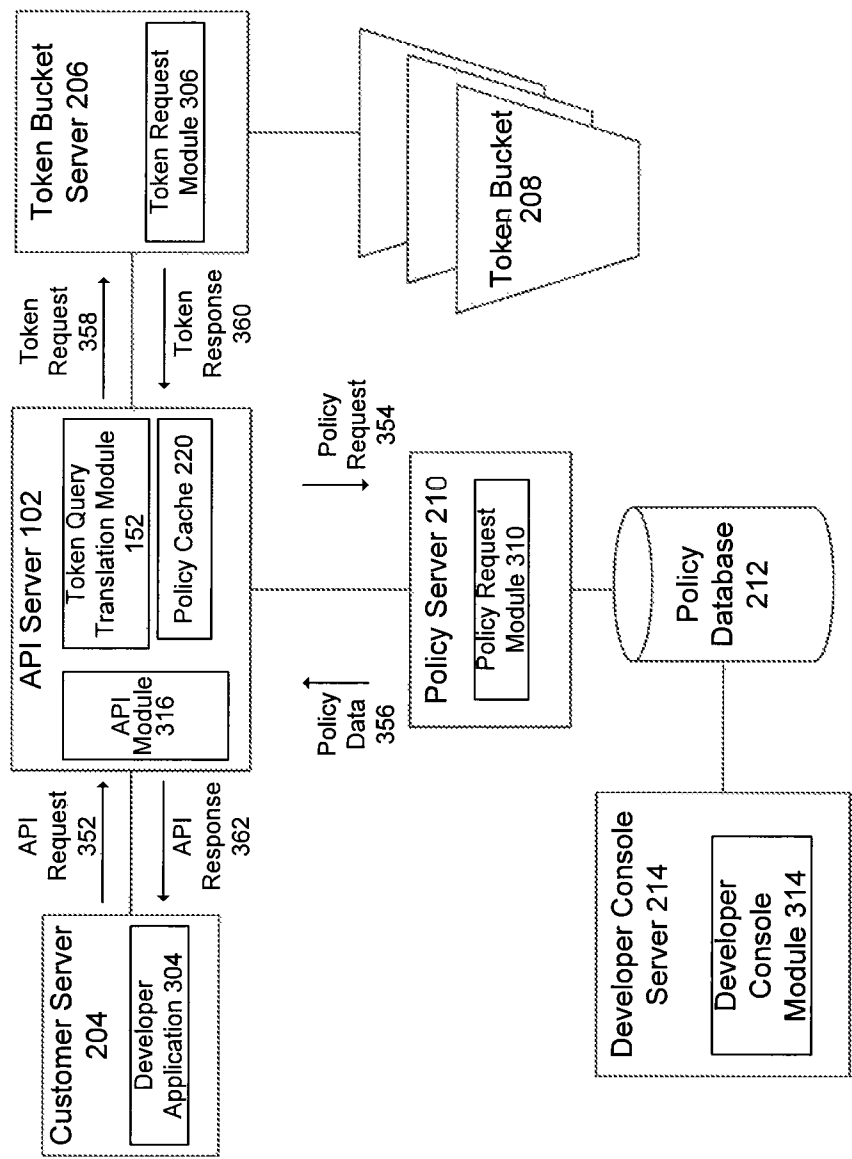 Customer Server
204
Developer
Application 304
API
Request
352
API
Response
362
API Server 102
API
Module
316
Token Query
Translation Module
152
Policy Cache 220
Token
Request
358
Token
Response
360
Token Bucket
Server 206
Token Request
Module 306
Policy
Data
356
Policy
Request
354
Policy Server 210
Policy Request
Module 310
Token Bucket
208
Developer Console
Server 214
Developer
Console
Module 314
Policy
Database
212